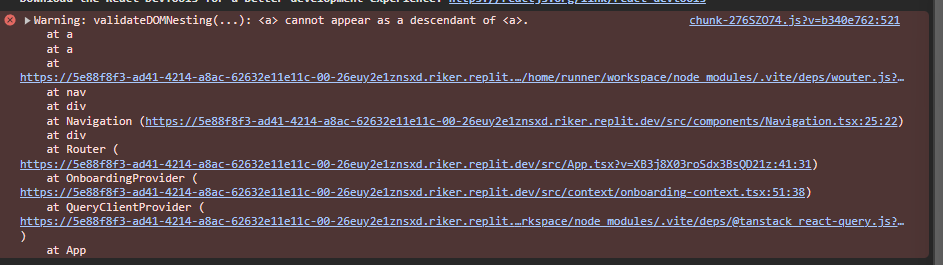 Download the React DevTools for a better development experience: https://reactjs.org/link/react-devtools
Warning: validateDOMNesting(...): <a> cannot appear as a descendant of <a>. chunk-276SZO74.js?v=b340e762:521
at a
at a
at
https://5e88f8f3-ad41-4214-a8ac-62632e11e11c-00-26euy2e1znsxd.riker.replit…/home/runner/workspace/node_modules/.vite/deps/wouter.js?…
at nav
at div
at Navigation (https://5e88f8f3-ad41-4214-a8ac-62632e11e11c-00-26euy2e1znsxd.riker.replit.dev/src/components/Navigation.tsx:25:22)
at div
at Router (
https://5e88f8f3-ad41-4214-a8ac-62632e11e11c-00-26euy2e1znsxd.riker.replit.dev/src/App.tsx?v=XB3j8X03roSdx3BsQD21z:41:31)
at OnboardingProvider (
https://5e88f8f3-ad41-4214-a8ac-62632e11e11c-00-26euy2e1znsxd.riker.replit.dev/src/context/onboarding-context.tsx:51:38)
at QueryClientProvider (
https://5e88f8f3-ad41-4214-a8ac-62632e11e11c-00-26euy2e1znsxd.riker.replit…rkspace/node_modules/.vite/deps/@tanstack_react-query.js?…
)
at App